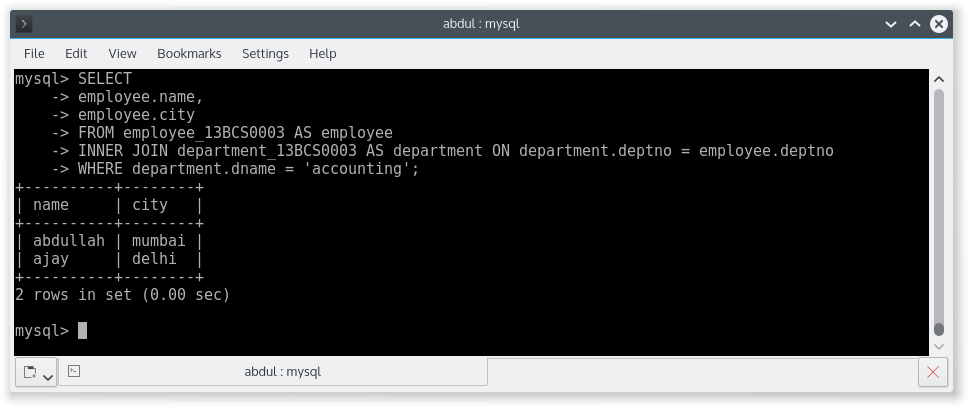 abdul : mysql
File Edit View Bookmarks Settings Help
mysql> SELECT
    -> employee.name,
    -> employee.city
    -> FROM employee_13BCS0003 AS employee
    -> INNER JOIN department_13BCS0003 AS department ON department.deptno = employee.deptno
    -> WHERE department.dname = 'accounting';
+----------+--------+
| name     | city   |
+----------+--------+
| abdullah | mumbai |
| ajay     | delhi  |
+----------+--------+
2 rows in set (0.00 sec)
mysql>
abdul : mysql